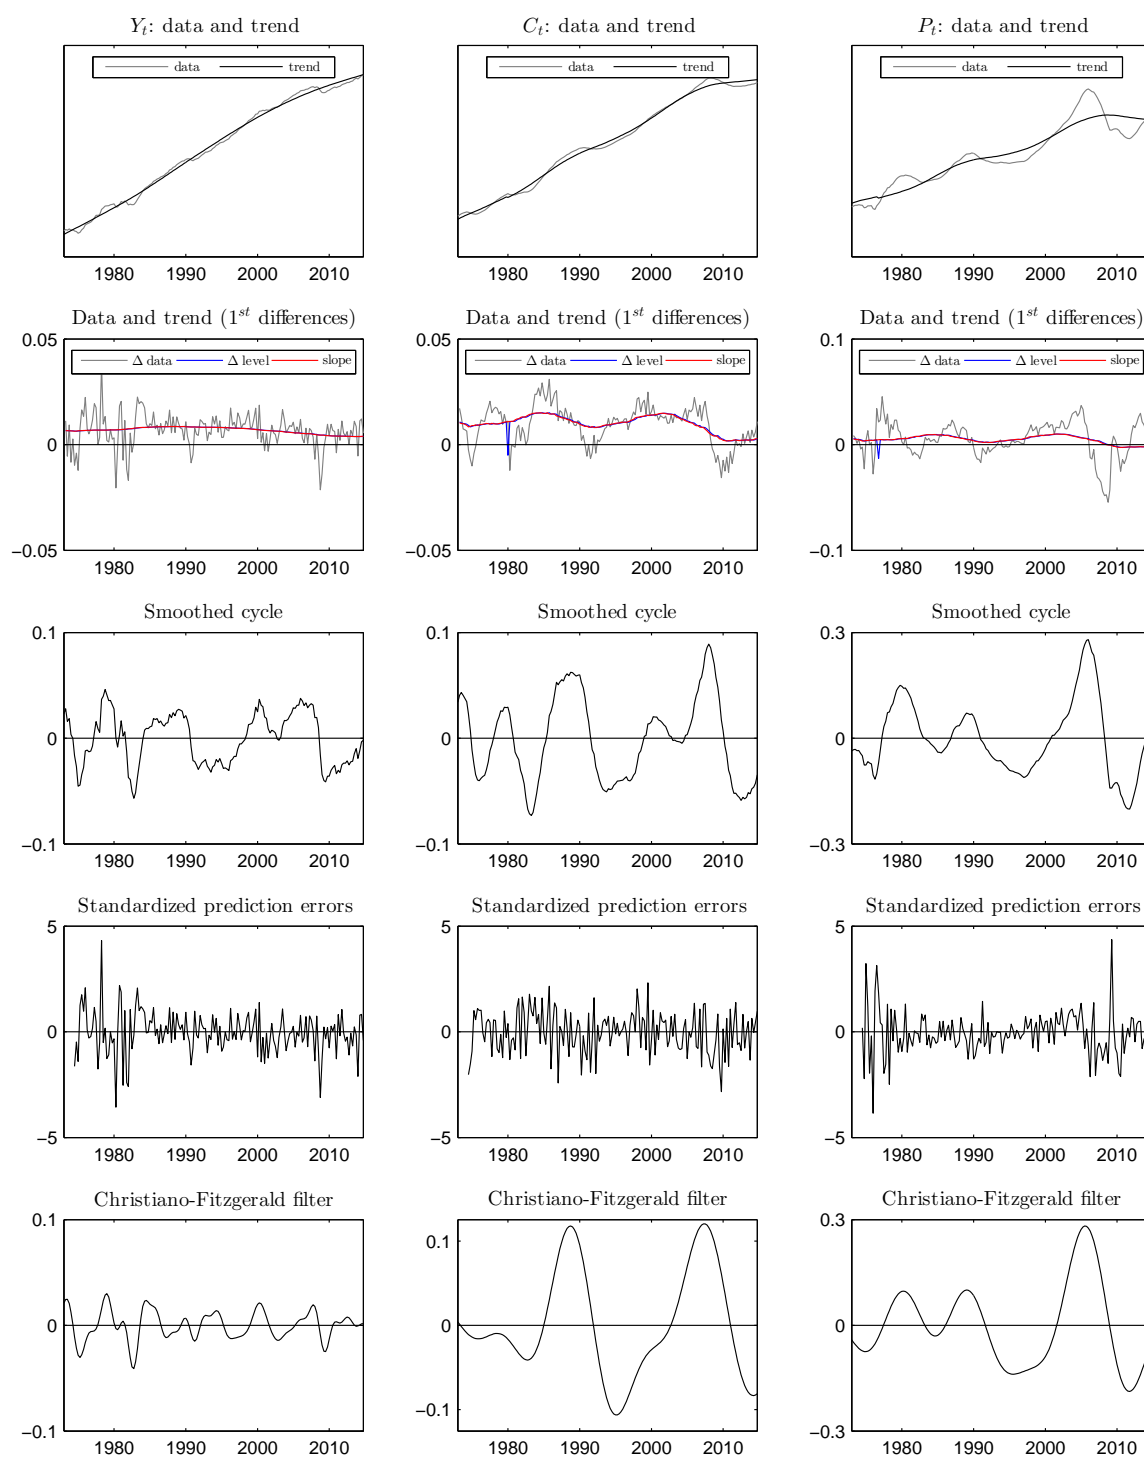 Y_t: data and trend C_t: data and trend P_t: data and trend
data trend data trend data trend
1980 1990 2000 2010 1980 1990 2000 2010 1980 1990 2000 2010
Data and trend (1^st differences) Data and trend (1^st differences) Data and trend (1^st differences)
0.05 0.05 0.1
Δ data Δ level slope Δ data Δ level slope Δ data Δ level slope
0 0 0
−0.05 −0.05 −0.1
1980 1990 2000 2010 1980 1990 2000 2010 1980 1990 2000 2010
Smoothed cycle Smoothed cycle Smoothed cycle
0.1 0.1 0.3
0 0 0
−0.1 −0.1 −0.3
1980 1990 2000 2010 1980 1990 2000 2010 1980 1990 2000 2010
Standardized prediction errors Standardized prediction errors Standardized prediction errors
5 5 5
0 0 0
−5 −5 −5
1980 1990 2000 2010 1980 1990 2000 2010 1980 1990 2000 2010
Christiano-Fitzgerald filter Christiano-Fitzgerald filter Christiano-Fitzgerald filter
0.1 0.1 0.3
0 0 0
−0.1 −0.1 −0.3
1980 1990 2000 2010 1980 1990 2000 2010 1980 1990 2000 2010